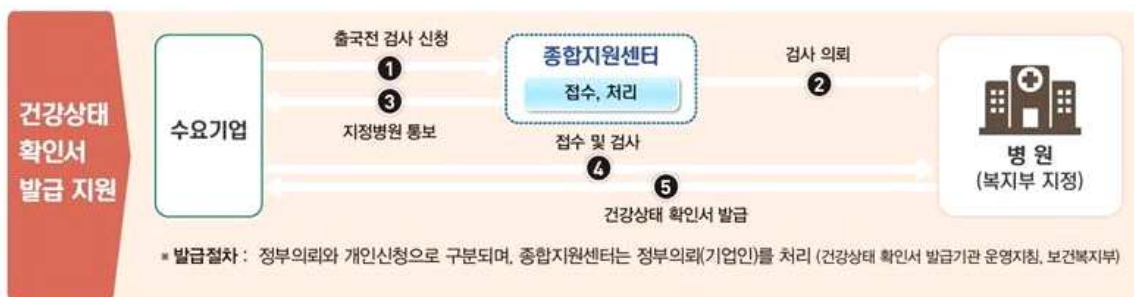 건강상태
확인서
발급 지원
수요기업
출국전 검사 신청
❶
❸
지정병원 통보
종합지원센터
접수, 처리
검사 의뢰
❷
접수 및 검사
❹
❺
건강상태 확인서 발급
병 원
(복지부 지정)
* 발급절차 : 정부의뢰와 개인신청으로 구분되며, 종합지원센터는 정부의뢰(기업인)를 처리 (건강상태 확인서 발급기관 운영지침, 보건복지부)